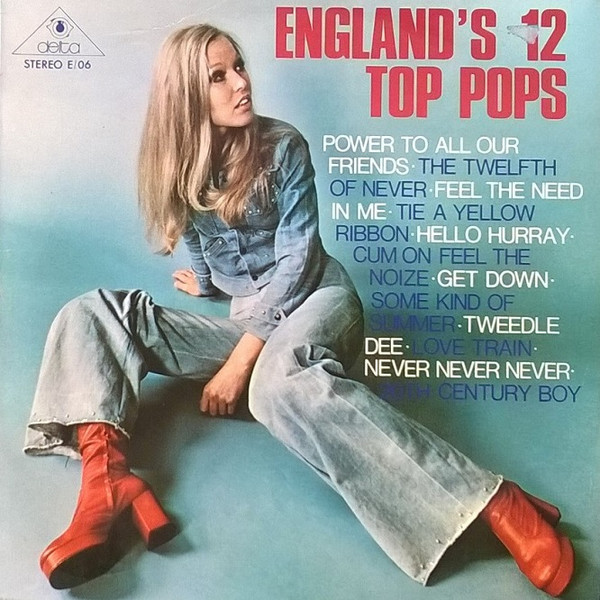 delta
STEREO E/06
ENGLAND'S 12
TOP POPS
POWER TO ALL OUR
FRIENDS·THE TWELFTH
OF NEVER·FEEL THE NEED
IN ME·TIE A YELLOW
RIBBON·HELLO HURRAY·
CUM ON FEEL THE
NOIZE·GET DOWN·
SOME KIND OF
SUMMER·TWEEDLE
DEE·LOVE TRAIN·
NEVER NEVER NEVER·
20TH CENTURY BOY